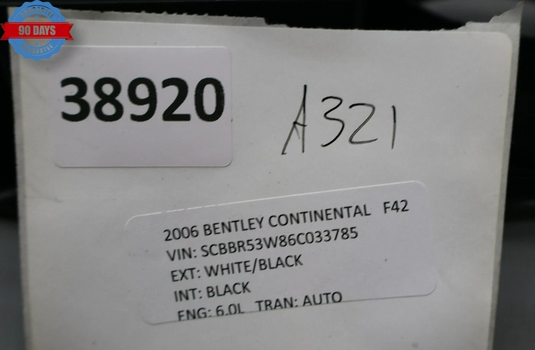 90 DAYS
38920
A321
2006 BENTLEY CONTINENTAL F42
VIN: SCBBR53W86C033785
EXT: WHITE/BLACK
INT: BLACK
ENG: 6.0L TRAN: AUTO